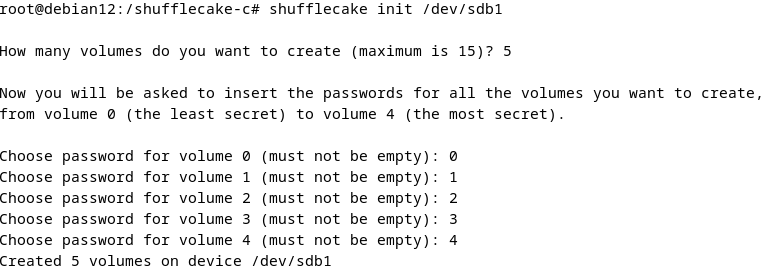 root@debian12:/shufflecake-c# shufflecake init /dev/sdb1
How many volumes do you want to create (maximum is 15)? 5
Now you will be asked to insert the passwords for all the volumes you want to create,
from volume 0 (the least secret) to volume 4 (the most secret).
Choose password for volume 0 (must not be empty): 0
Choose password for volume 1 (must not be empty): 1
Choose password for volume 2 (must not be empty): 2
Choose password for volume 3 (must not be empty): 3
Choose password for volume 4 (must not be empty): 4
Created 5 volumes on device /dev/sdb1